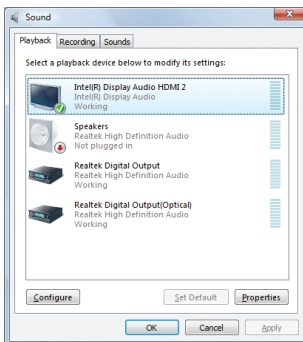 Sound
Playback
Recording
Sounds
Select a playback device below to modify its settings:
Intel(R) Display Audio HDMI 2
Intel(R) Display Audio
Working
Speakers
Realtek High Definition Audio
Not plugged in
Realtek Digital Output
Realtek High Definition Audio
Working
Realtek Digital Output(Optical)
Realtek High Definition Audio
Working
Configure
Set Default
Properties
OK
Cancel
Apply